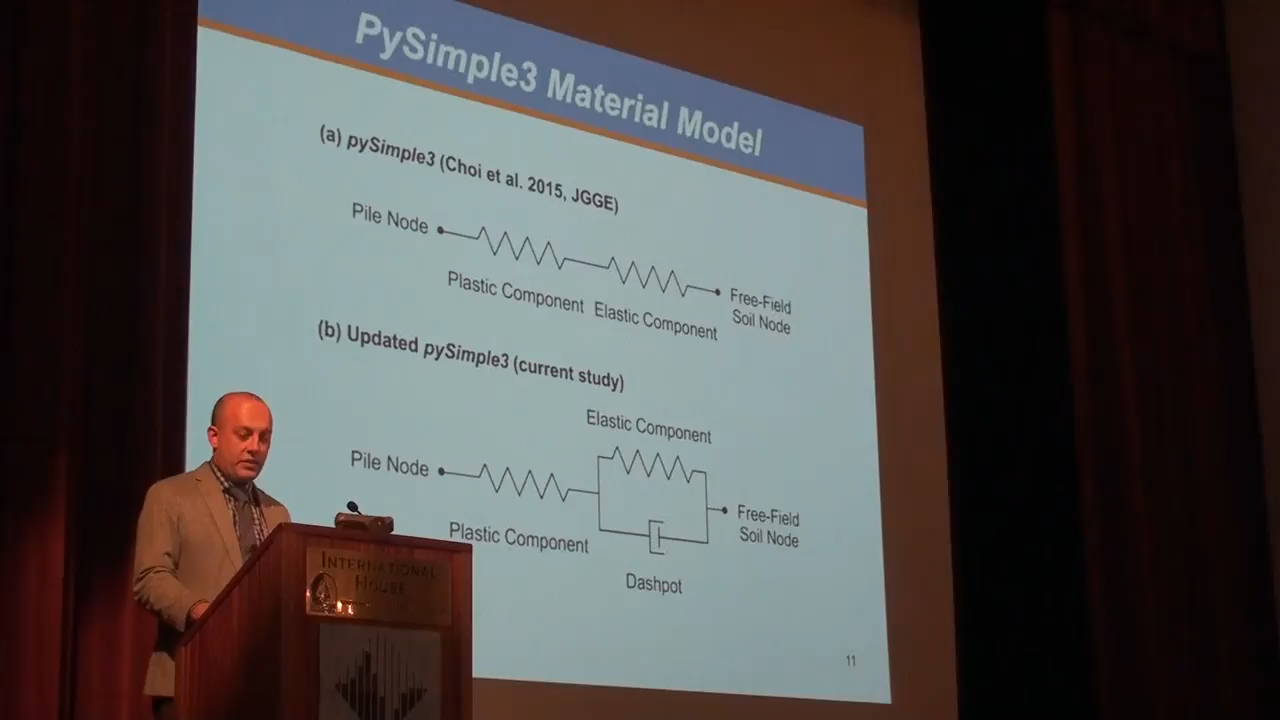 PySimple3 Material Model
(a) pySimple3 (Choi et al. 2015, JGGE)
Pile Node
Plastic Component
Elastic Component
Free-Field
Soil Node
(b) Updated pySimple3 (current study)
Elastic Component
Pile Node
Plastic Component
Free-Field
Soil Node
Dashpot
11
INTERNATIONAL
HOUSE